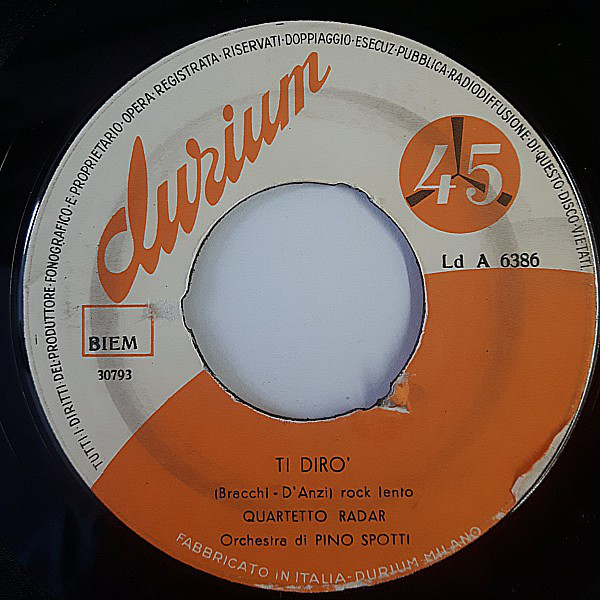 TUTTI·I·DIRITTI·DEL·PRODUTTORE·FONOGRAFICO·E·PROPRIETARIO·OPERA·REGISTRATA·RISERVATI·DOPPIAGGIO·ESECUZ·PUBBLICA·RADIODIFFUSIONE·DI·QUESTO·DISCO·VIETATI
durium
45
Ld A 6386
BIEM
30793
TI DIRO'
(Bracchi - D'Anzi) rock lento
QUARTETTO RADAR
Orchestra di PINO SPOTTI
FABBRICATO IN ITALIA - DURIUM MILANO